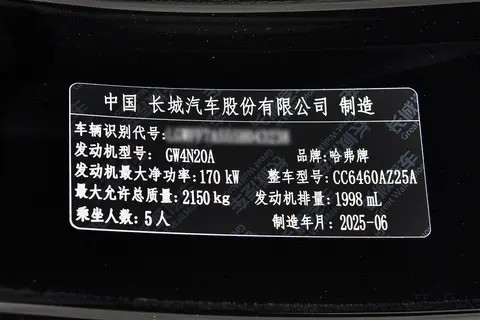 中国 长城汽车股份有限公司 制造
车辆识别代号:
发动机型号: GW4N20A 品牌:哈弗牌
发动机最大净功率:170 kW 整车型号:CC6460AZ25A
最大允许总质量:2150 kg 发动机排量:1998 mL
乘坐人数:5人 制造年月:2025-06